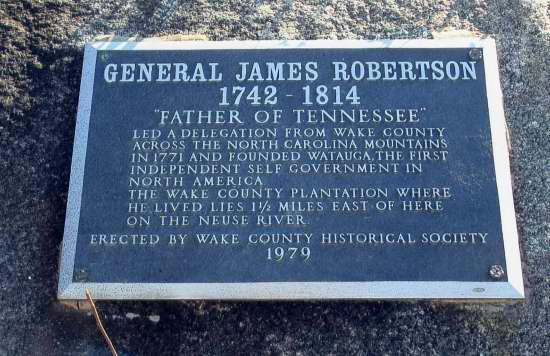 GENERAL JAMES ROBERTSON
1742 - 1814
"FATHER OF TENNESSEE"
LED A DELEGATION FROM WAKE COUNTY
ACROSS THE NORTH CAROLINA MOUNTAINS
IN 1771 AND FOUNDED WATAUGA, THE FIRST
INDEPENDENT SELF GOVERNMENT IN
NORTH AMERICA
THE WAKE COUNTY PLANTATION WHERE
HE LIVED LIES 1½ MILES EAST OF HERE
ON THE NEUSE RIVER.
ERECTED BY WAKE COUNTY HISTORICAL SOCIETY
1979